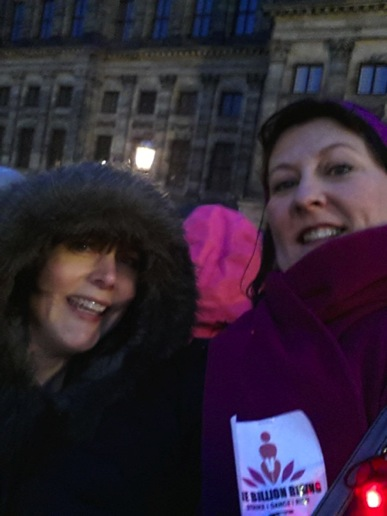 E BILLION RISING
STRIKE | DANCE | RISE